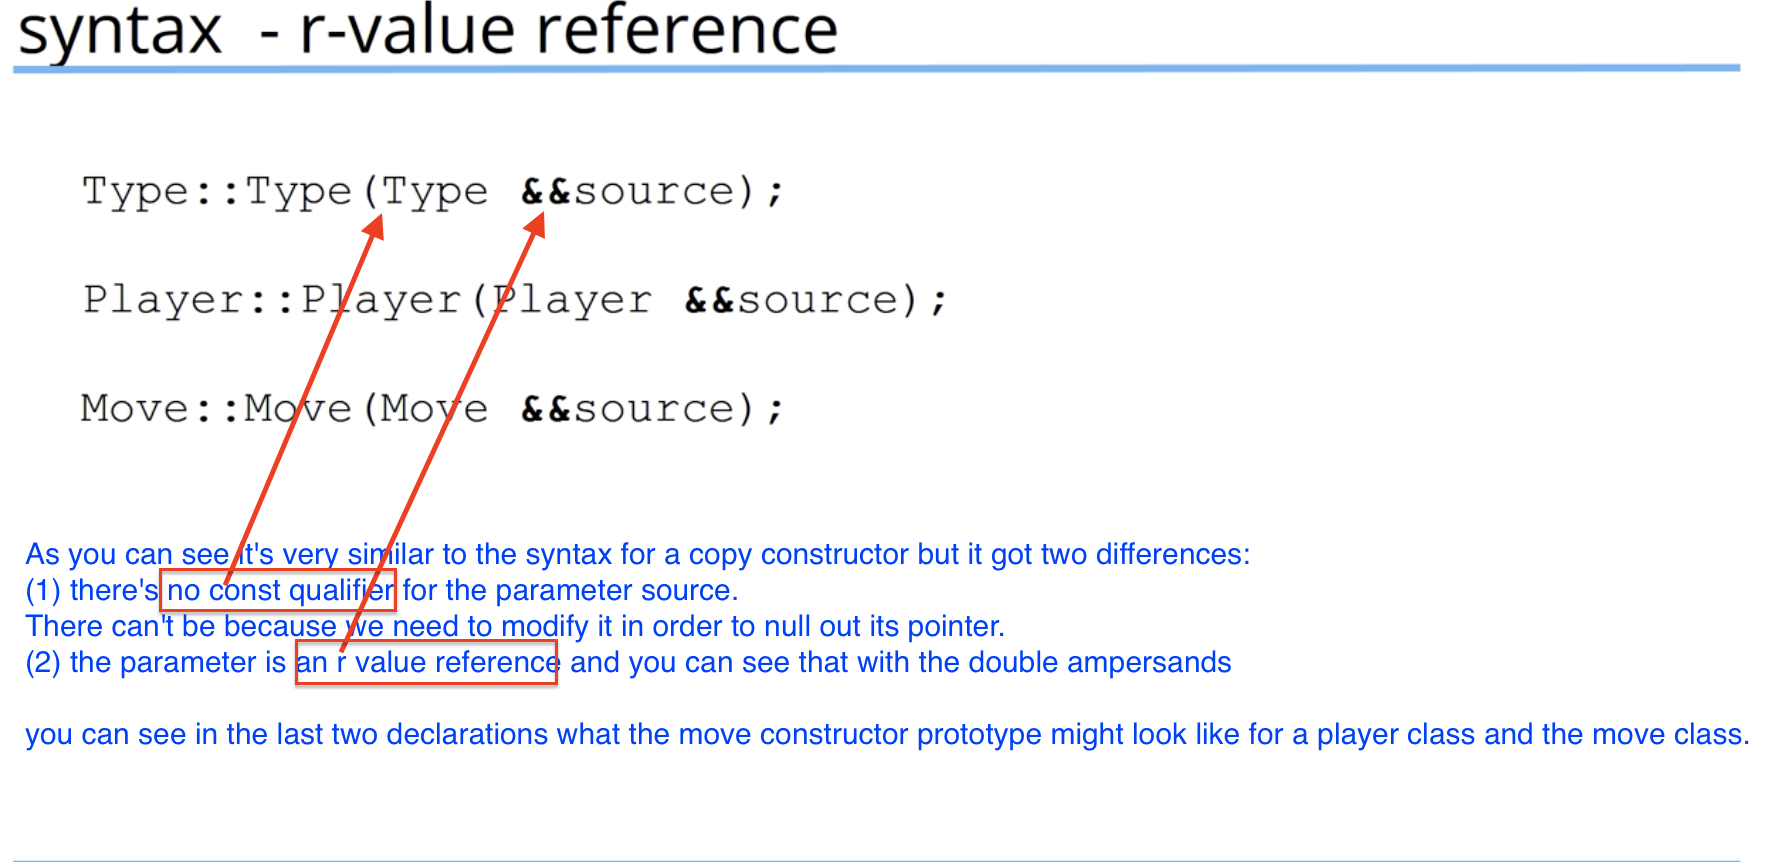 syntax - r-value reference
Type::Type(Type &&source);
Player::Player(Player &&source);
Move::Move(Move &&source);
As you can see it's very similar to the syntax for a copy constructor but it got two differences:
(1) there's no const qualifier for the parameter source.
There can't be because we need to modify it in order to null out its pointer.
(2) the parameter is an r value reference and you can see that with the double ampersands
you can see in the last two declarations what the move constructor prototype might look like for a player class and the move class.